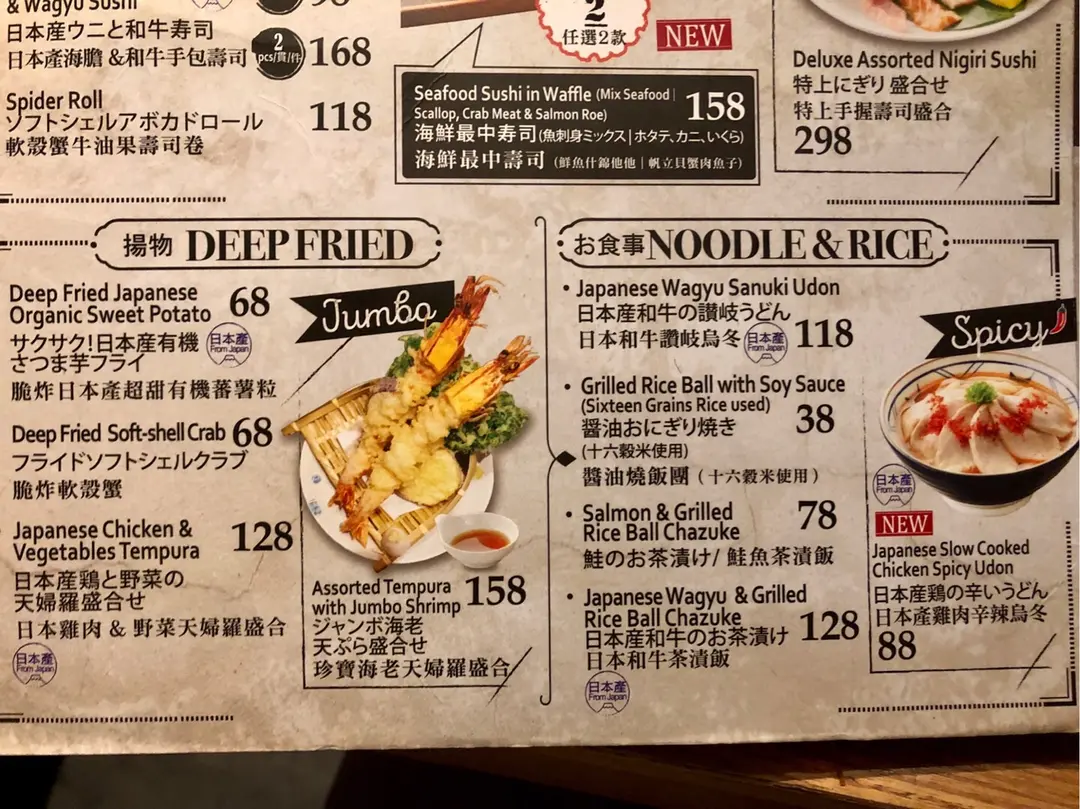 & Wagyu Sushi
日本産ウニと和牛寿司
日本產海膽 & 和牛手包壽司
2
pcs/貫/件
168
Spider Roll
ソフトシェルアボカドロール
118
軟殼蟹牛油果壽司卷
2
任選2款
NEW
Seafood Sushi in Waffle (Mix Seafood |
Scallop, Crab Meat & Salmon Roe)
158
海鮮最中寿司 (魚刺身ミックス | ホタテ、カニ、いくら)
海鮮最中壽司 (鮮魚什錦他他 | 帆立貝蟹肉魚子)
Deluxe Assorted Nigiri Sushi
特上にぎり 盛合せ
特上手握壽司盛合
298
揚物 DEEP FRIED
Deep Fried Japanese
Organic Sweet Potato
68
サクサク!日本産有機
さつま芋フライ
日本産
From Japan
脆炸日本產超甜有機蕃薯粒
Deep Fried Soft-shell Crab 68
フライドソフトシェルクラブ
脆炸軟殼蟹
Japanese Chicken &
Vegetables Tempura
128
日本産鶏と野菜の
天婦羅盛合せ
日本雞肉 & 野菜天婦羅盛合
日本産
From Japan
Jumbo
Assorted Tempura
with Jumbo Shrimp
158
ジャンボ海老
天ぷら盛合せ
珍寶海老天婦羅盛合
お食事 NOODLE & RICE
• Japanese Wagyu Sanuki Udon
日本産和牛の讃岐うどん
日本和牛讚岐烏冬
日本産
From Japan
118
• Grilled Rice Ball with Soy Sauce
(Sixteen Grains Rice used)
38
醤油おにぎり焼き
(十六穀米使用)
醬油燒飯團 (十六穀米使用)
• Salmon & Grilled
Rice Ball Chazuke
78
鮭のお茶漬け/ 鮭魚茶漬飯
• Japanese Wagyu & Grilled
Rice Ball Chazuke
128
日本産和牛のお茶漬け
日本和牛茶漬飯
日本産
From Japan
Spicy
日本産
From Japan
NEW
Japanese Slow Cooked
Chicken Spicy Udon
日本産鶏の辛いうどん
日本產雞肉辛辣烏冬
88